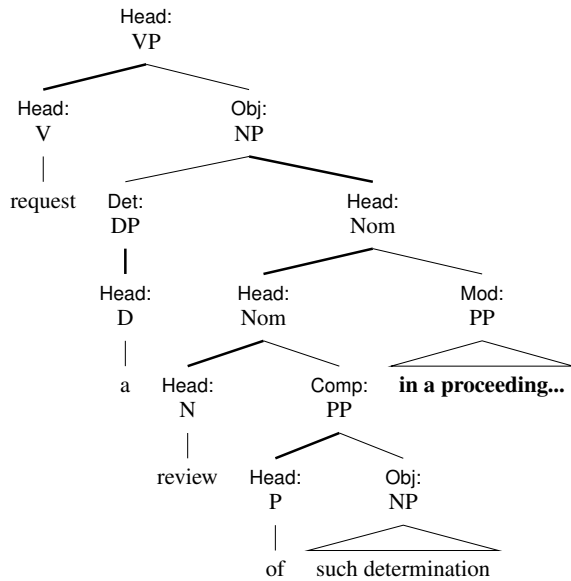 Head:
VP
Head: Obj:
V NP
request Det: Head:
DP Nom
Head: Head: Mod:
D Nom PP
a Head: Comp: in a proceeding...
N PP
review Head: Obj:
P NP
of such determination